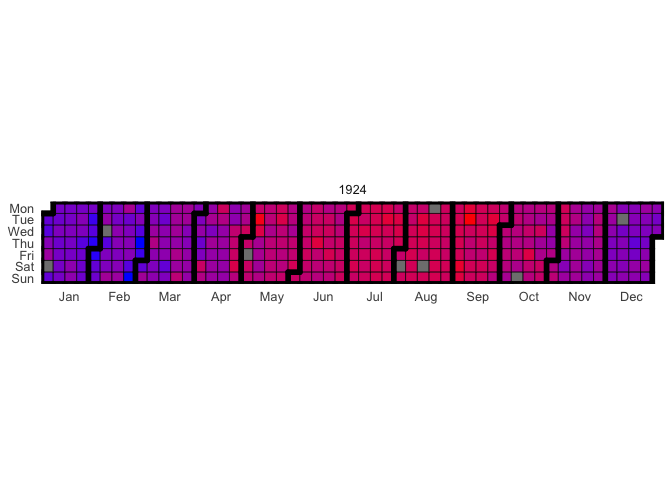 1924
Mon
Tue
Wed
Thu
Fri
Sat
Sun
Jan Feb Mar Apr May Jun Jul Aug Sep Oct Nov Dec